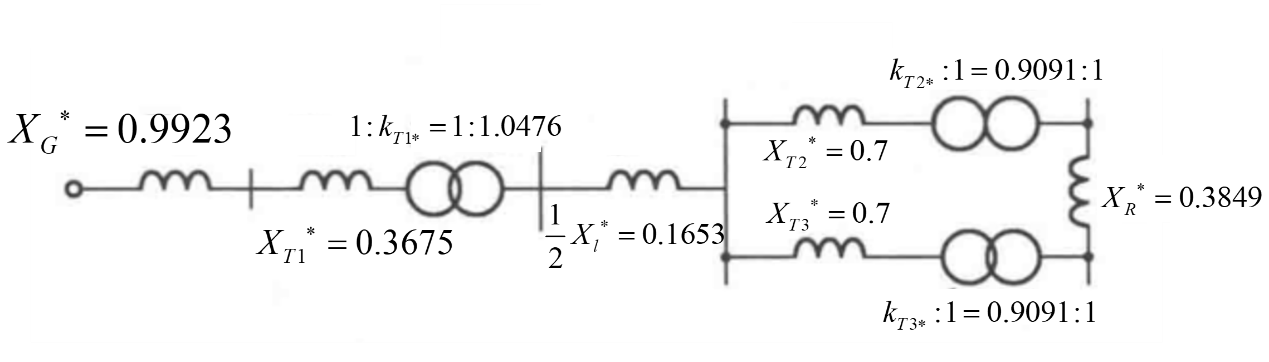 k_{T2*} : 1 = 0.9091 : 1
X_G^* = 0.9923
1 : k_{T1*} = 1 : 1.0476
X_{T2}^* = 0.7
X_{T3}^* = 0.7
X_R^* = 0.3849
X_{T1}^* = 0.3675
\frac{1}{2} X_l^* = 0.1653
k_{T3*} : 1 = 0.9091 : 1